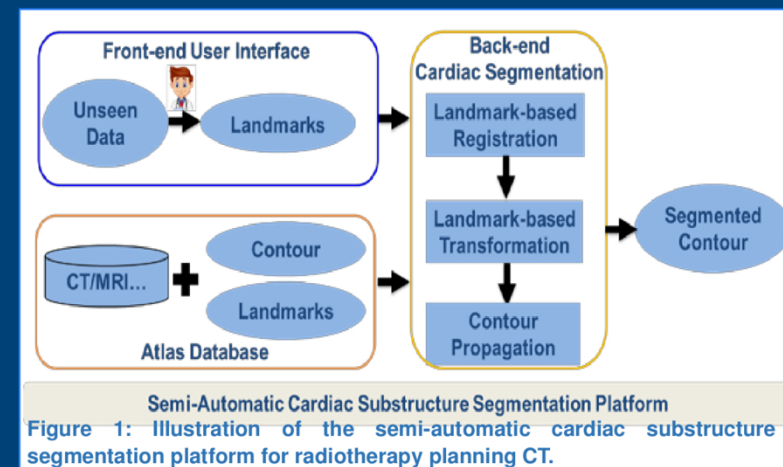 Front-end User Interface
Unseen
Data
Landmarks
CT/MRI...
Contour
Landmarks
Atlas Database
Back-end
Cardiac Segmentation
Landmark-based
Registration
Landmark-based
Transformation
Contour
Propagation
Segmented
Contour
Semi-Automatic Cardiac Substructure Segmentation Platform
Figure 1: Illustration of the semi-automatic cardiac substructure
segmentation platform for radiotherapy planning CT.